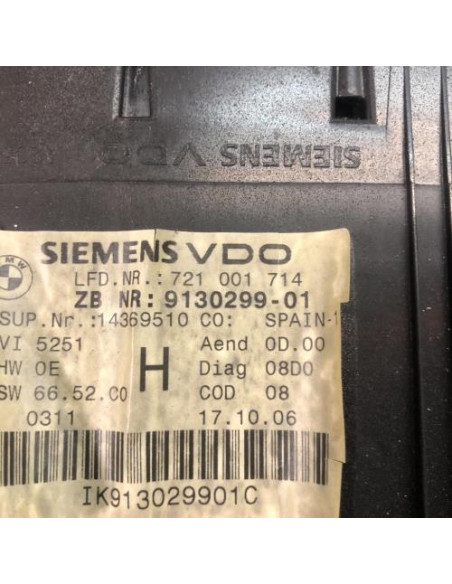 SIEMENS VDO
BMW
SIEMENS VDO
LFD.NR.: 721 001 714
ZB NR: 9130299-01
SUP.Nr.:14369510 CO: SPAIN-1
VI 5251 Aend 0D.00
HW 0E H Diag 08D0
SW 66.52.C0 COD 08
0311 17.10.06
IK913029901C